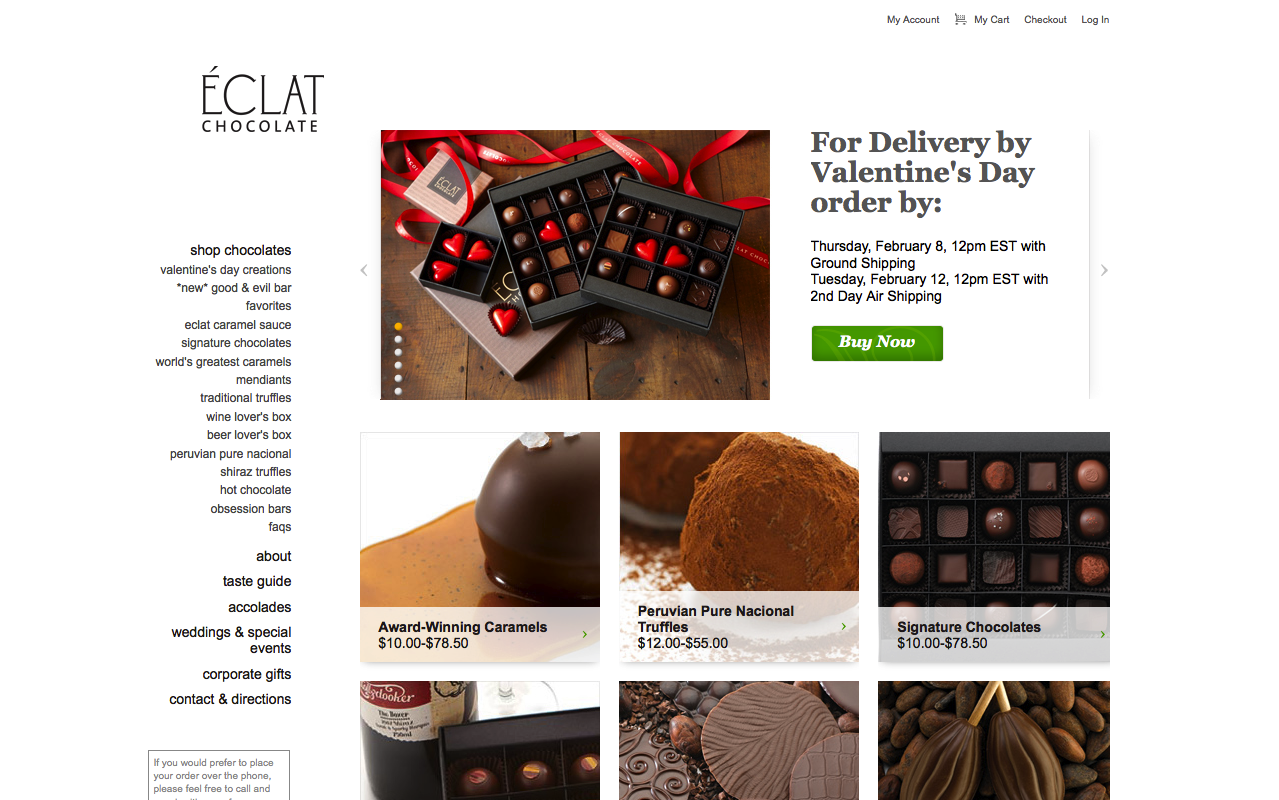 My Account
My Cart
Checkout
Log In
ÉCLAT
CHOCOLATE
For Delivery by
Valentine's Day
order by:
Thursday, February 8, 12pm EST with
Ground Shipping
Tuesday, February 12, 12pm EST with
2nd Day Air Shipping
Buy Now
ÉCLAT
shop chocolates
valentine's day creations
*new* good & evil bar
favorites
eclat caramel sauce
signature chocolates
world's greatest caramels
mendiants
traditional truffles
wine lover's box
beer lover's box
peruvian pure nacional
shiraz truffles
hot chocolate
obsession bars
faqs
about
taste guide
accolades
weddings & special
events
corporate gifts
contact & directions
If you would prefer to place
your order over the phone,
please feel free to call and
Award-Winning Caramels
$10.00-$78.50
Peruvian Pure Nacional
Truffles
$12.00-$55.00
Signature Chocolates
$10.00-$78.50
The Boxer